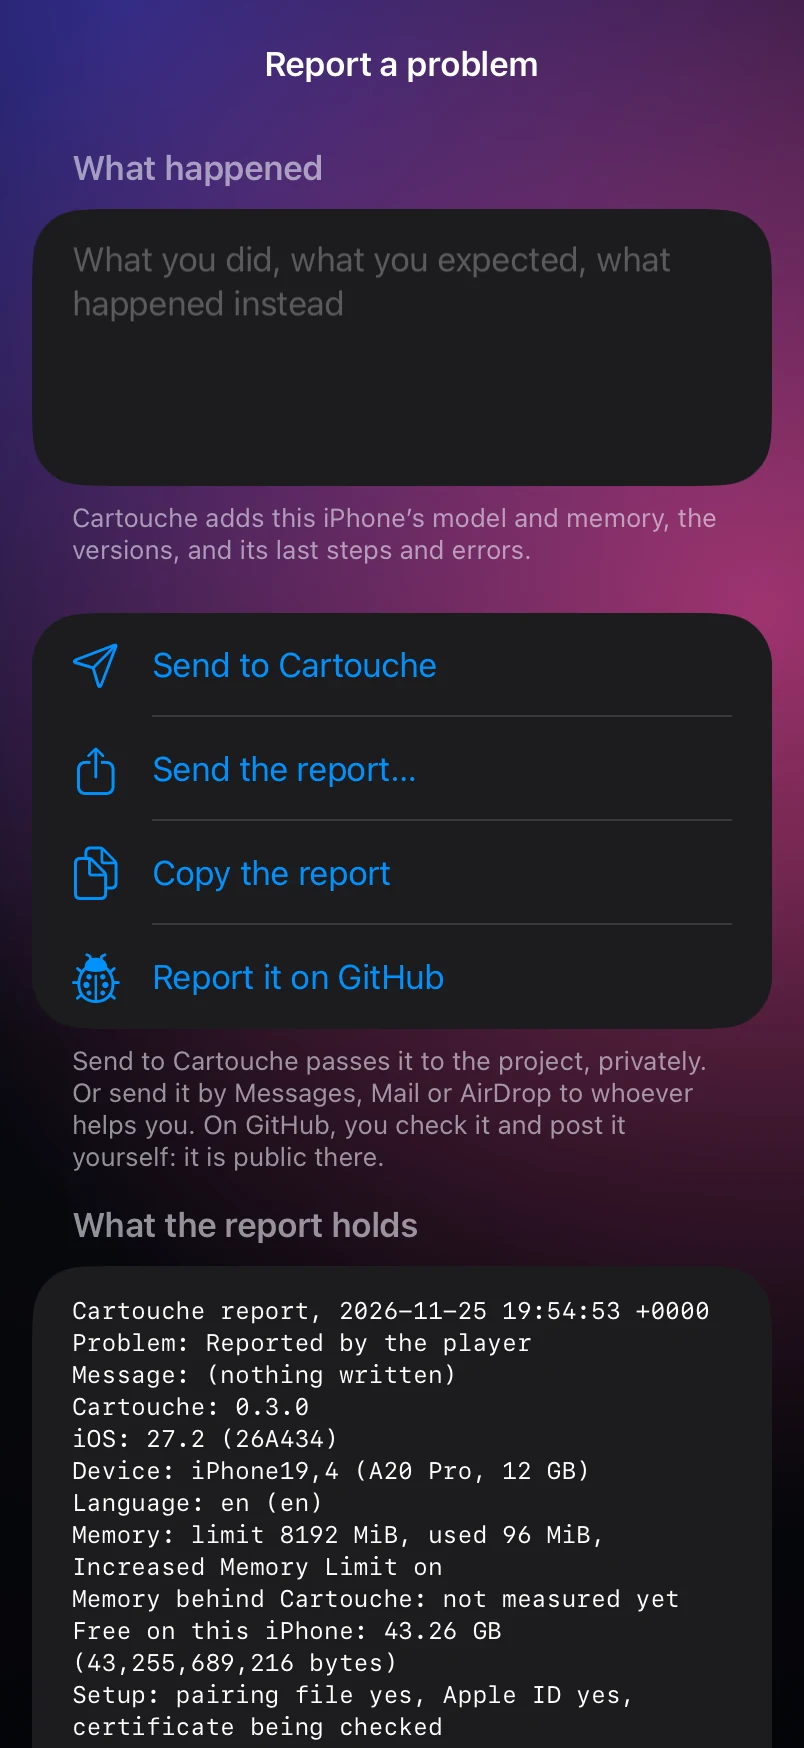 Report a problem
What happened
What you did, what you expected, what
happened instead
Cartouche adds this iPhone’s model and memory, the
versions, and its last steps and errors.
Send to Cartouche
Send the report...
Copy the report
Report it on GitHub
Send to Cartouche passes it to the project, privately.
Or send it by Messages, Mail or AirDrop to whoever
helps you. On GitHub, you check it and post it
yourself: it is public there.
What the report holds
Cartouche report, 2026-11-25 19:54:53 +0000
Problem: Reported by the player
Message: (nothing written)
Cartouche: 0.3.0
iOS: 27.2 (26A434)
Device: iPhone19,4 (A20 Pro, 12 GB)
Language: en (en)
Memory: limit 8192 MiB, used 96 MiB,
Increased Memory Limit on
Memory behind Cartouche: not measured yet
Free on this iPhone: 43.26 GB
(43,255,689,216 bytes)
Setup: pairing file yes, Apple ID yes,
certificate being checked